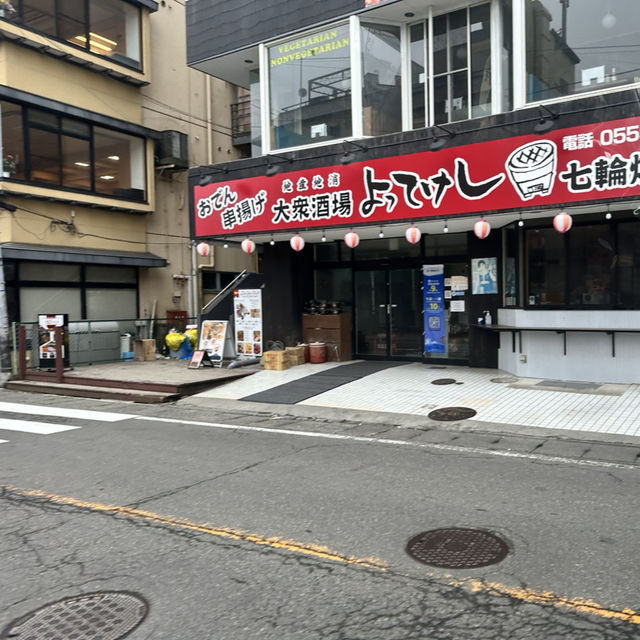 VEGETARIAN
NONVEGETARIAN
おでん
串揚げ
地産地消
大衆酒場
よってけし
電話 055
七輪焼